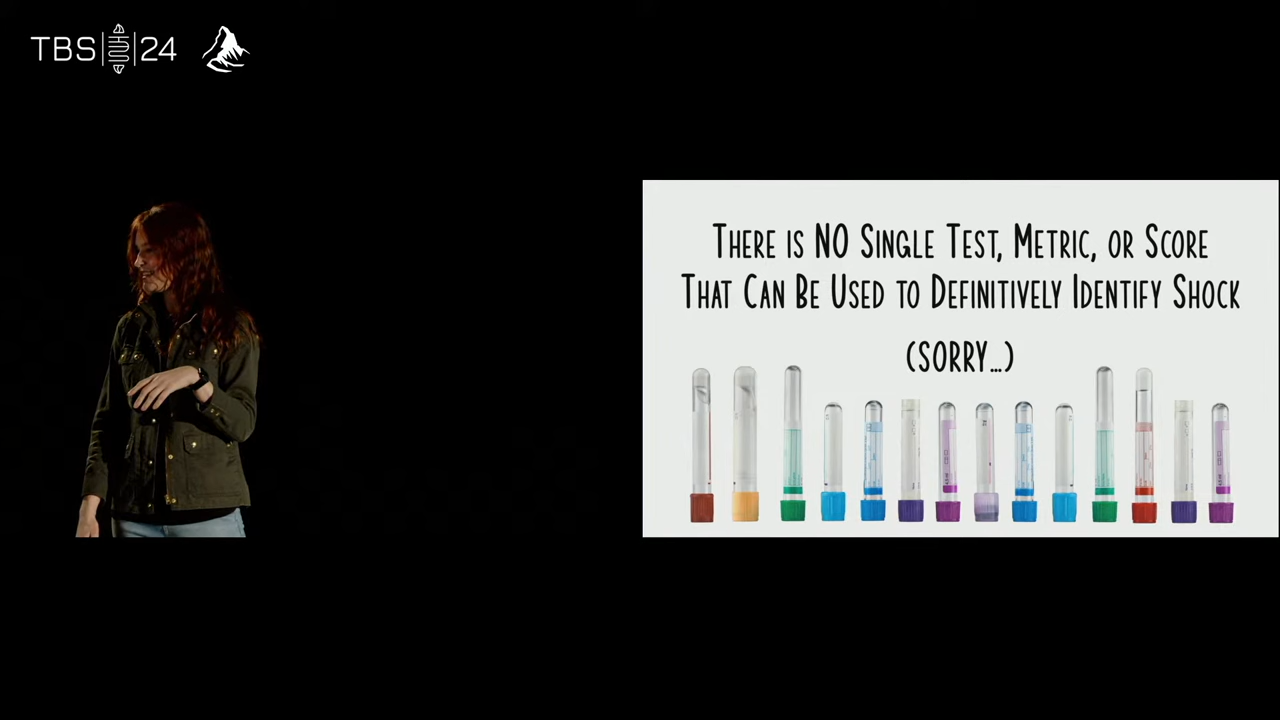 TBS 24
THERE IS NO SINGLE TEST, METRIC, OR SCORE
THAT CAN BE USED TO DEFINITIVELY IDENTIFY SHOCK
(SORRY...)